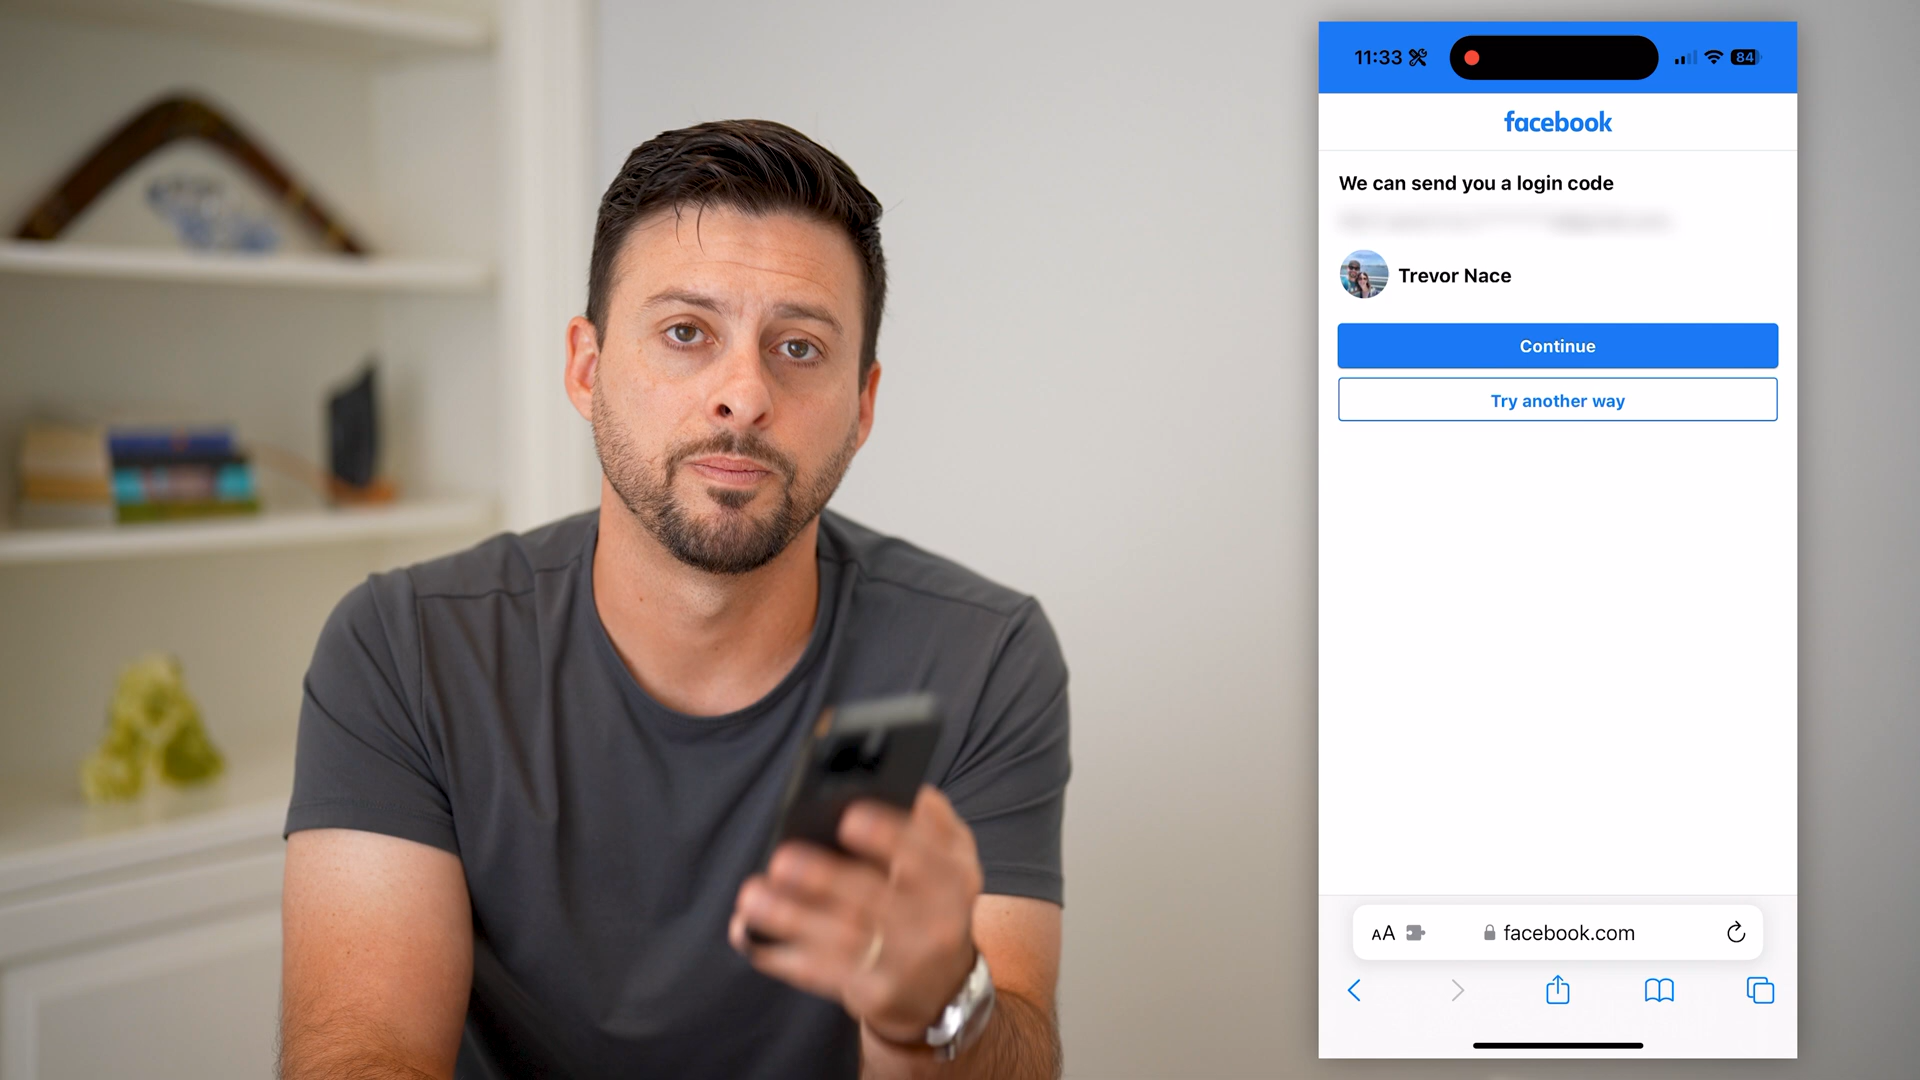 11:33
84
facebook
We can send you a login code
Trevor Nace
Continue
Try another way
AA
facebook.com